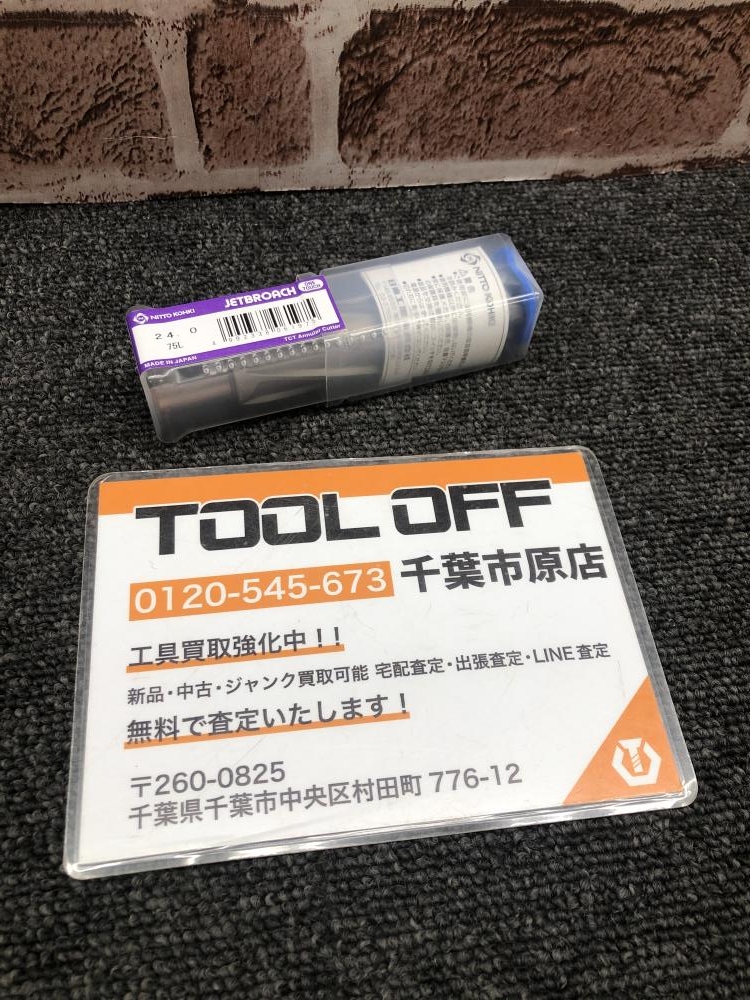 NITTO KOHKI
JETBROACH
ONE TOUCH
24.0
75L
MADE IN JAPAN
TCT Annular Cutter
NITTO KOHKI
TOOL OFF
0120-545-673 千葉市原店
工具買取強化中!!
新品・中古・ジャンク買取可能 宅配査定・出張査定・LINE査定
無料で査定いたします!
〒260-0825
千葉県千葉市中央区村田町 776-12